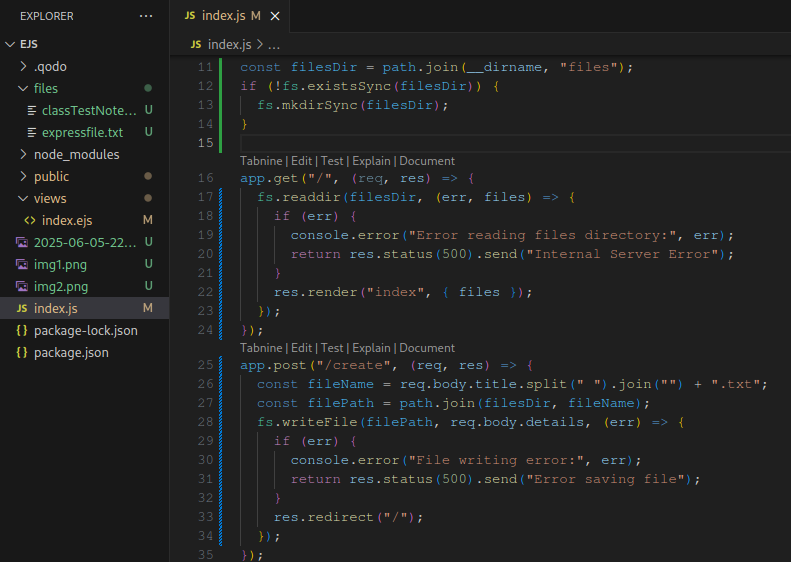 EXPLORER ...
JS index.js M ×
EJS
JS index.js > ...
.qodo
files
classTestNote... U
expressfile.txt U
node_modules
public
views
<> index.ejs M
2025-06-05-22... U
img1.png U
img2.png U
JS index.js M
{} package-lock.json
{} package.json
11 const filesDir = path.join(__dirname, "files");
12 if (!fs.existsSync(filesDir)) {
13   fs.mkdirSync(filesDir);
14 }
15
Tabnine | Edit | Test | Explain | Document
16 app.get("/", (req, res) => {
17   fs.readdir(filesDir, (err, files) => {
18     if (err) {
19       console.error("Error reading files directory:", err);
20       return res.status(500).send("Internal Server Error");
21     }
22     res.render("index", { files });
23   });
24 });
Tabnine | Edit | Test | Explain | Document
25 app.post("/create", (req, res) => {
26   const fileName = req.body.title.split(" ").join("") + ".txt";
27   const filePath = path.join(filesDir, fileName);
28   fs.writeFile(filePath, req.body.details, (err) => {
29     if (err) {
30       console.error("File writing error:", err);
31       return res.status(500).send("Error saving file");
32     }
33     res.redirect("/");
34   });
35 });